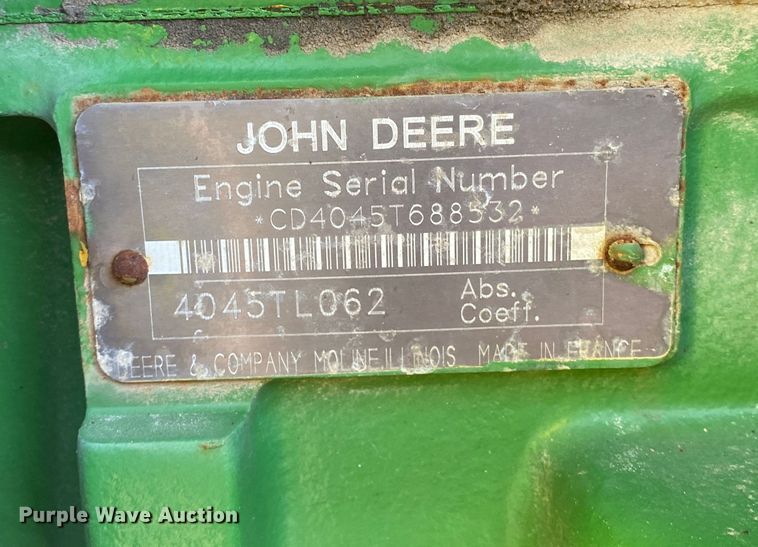 JOHN DEERE
Engine Serial Number
*CD4045T688532*
4045TL062
Abs.
Coeff.
DEERE & COMPANY MOLINE ILLINOIS MADE IN FRANCE
Purple Wave Auction